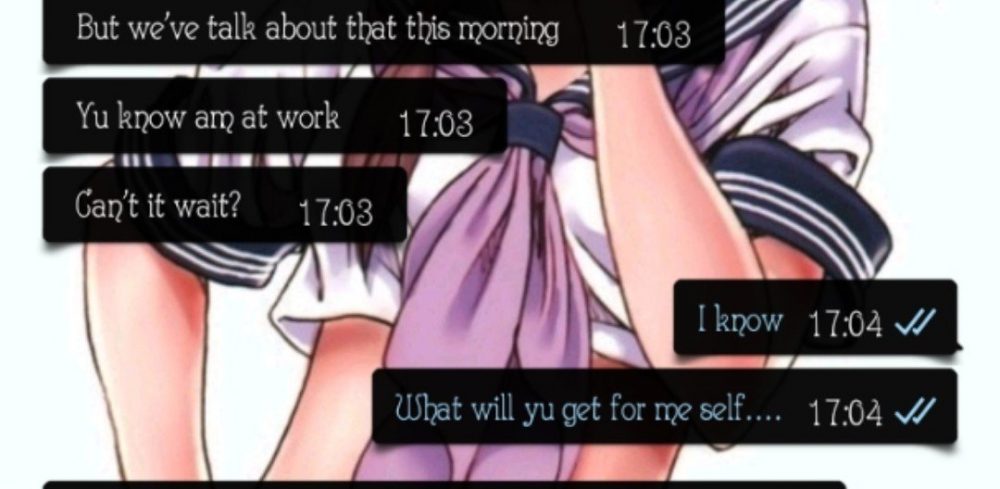 But we've talk about that this morning 17:03
Yu know am at work 17:03
Can't it wait? 17:03
I know 17:04
What will yu get for me self.... 17:04